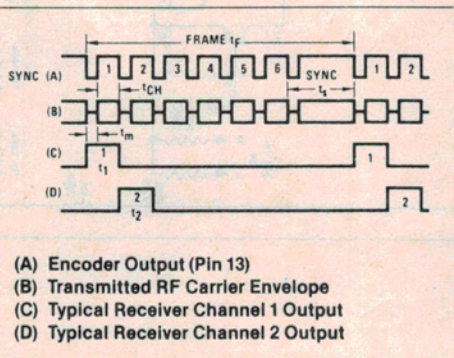 FRAME tF
SYNC (A) 1 2 3 4 5 6 SYNC 1 2
tCH ts
(B)
tm
(C) 1 1
t1
(D) 2 2
t2
(A) Encoder Output (Pin 13)
(B) Transmitted RF Carrier Envelope
(C) Typical Receiver Channel 1 Output
(D) Typical Receiver Channel 2 Output